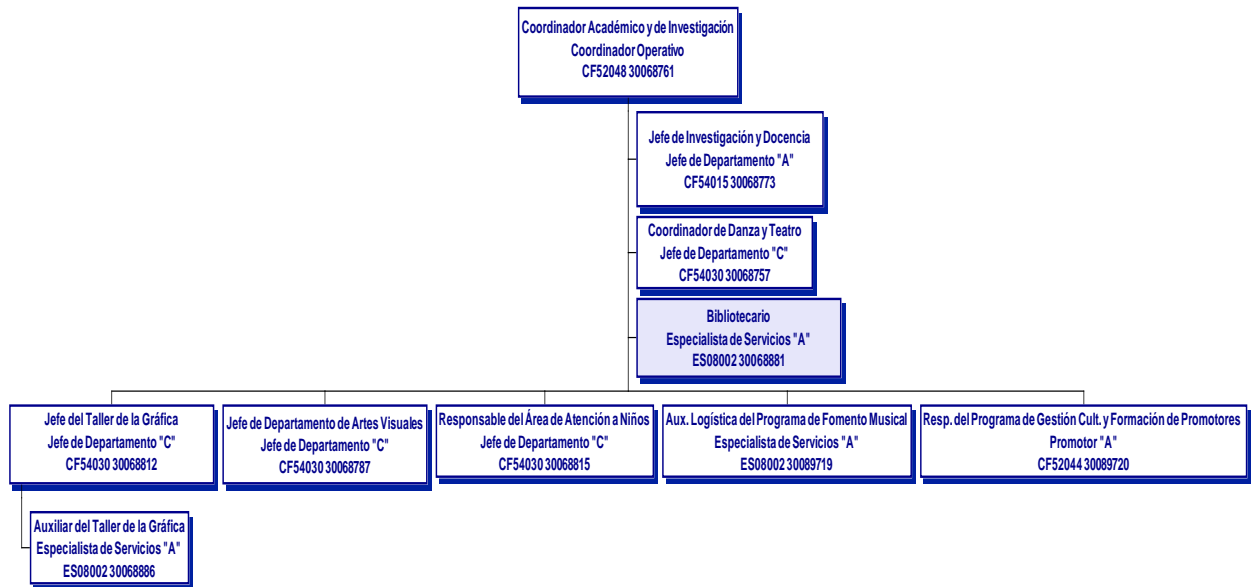 Coordinador Académico y de Investigación
Coordinador Operativo
CF52048 30068761
Jefe de Investigación y Docencia
Jefe de Departamento "A"
CF54015 30068773
Coordinador de Danza y Teatro
Jefe de Departamento "C"
CF54030 30068757
Bibliotecario
Especialista de Servicios "A"
ES08002 30068881
Jefe del Taller de la Gráfica
Jefe de Departamento "C"
CF54030 30068812
Jefe de Departamento de Artes Visuales
Jefe de Departamento "C"
CF54030 30068787
Responsable del Área de Atención a Niños
Jefe de Departamento "C"
CF54030 30068815
Aux. Logística del Programa de Fomento Musical
Especialista de Servicios "A"
ES08002 30089719
Resp. del Programa de Gestión Cult. y Formación de Promotores
Promotor "A"
CF52044 30089720
Auxiliar del Taller de la Gráfica
Especialista de Servicios "A"
ES08002 30068886